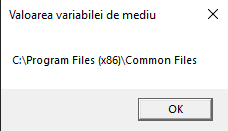 Valoarea variabilei de mediu
C:\Program Files (x86)\Common Files
OK